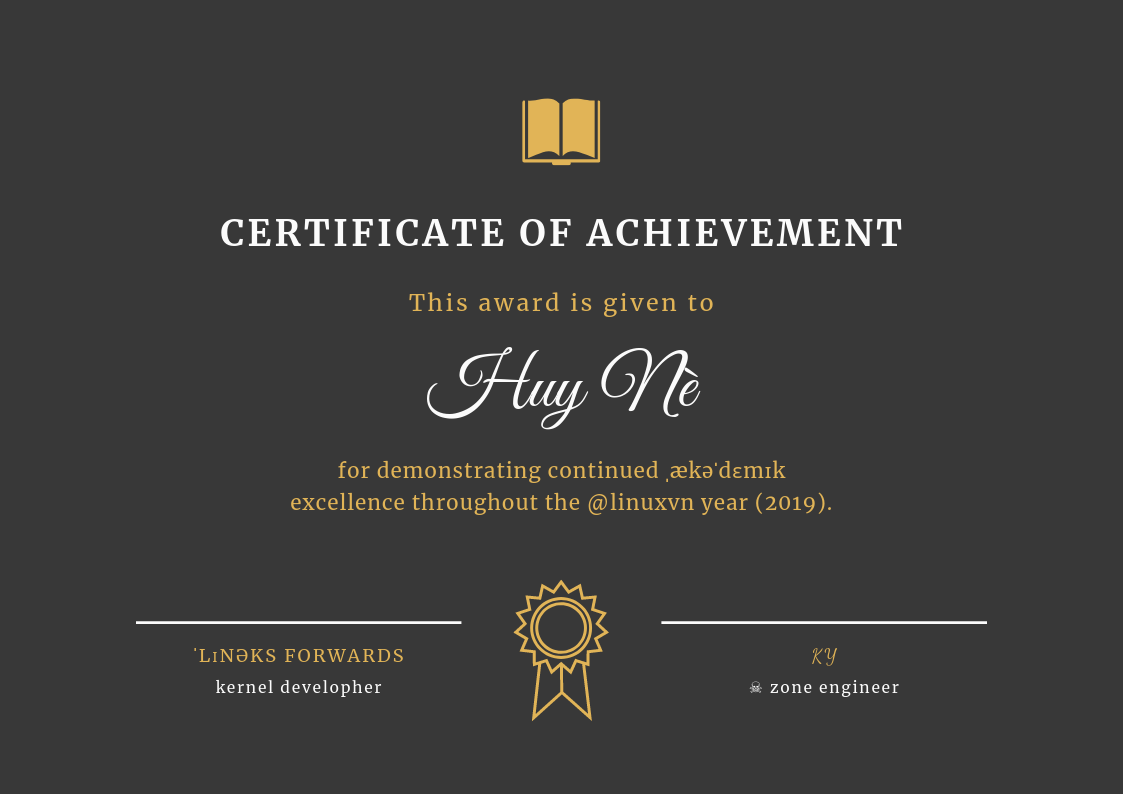 CERTIFICATE OF ACHIEVEMENT
This award is given to
Huy Nè
for demonstrating continued ˌækəˈdɛmɪk
excellence throughout the @linuxvn year (2019).
ˈLɪNƏKS FORWARDS
kernel developher
KY
☠ zone engineer